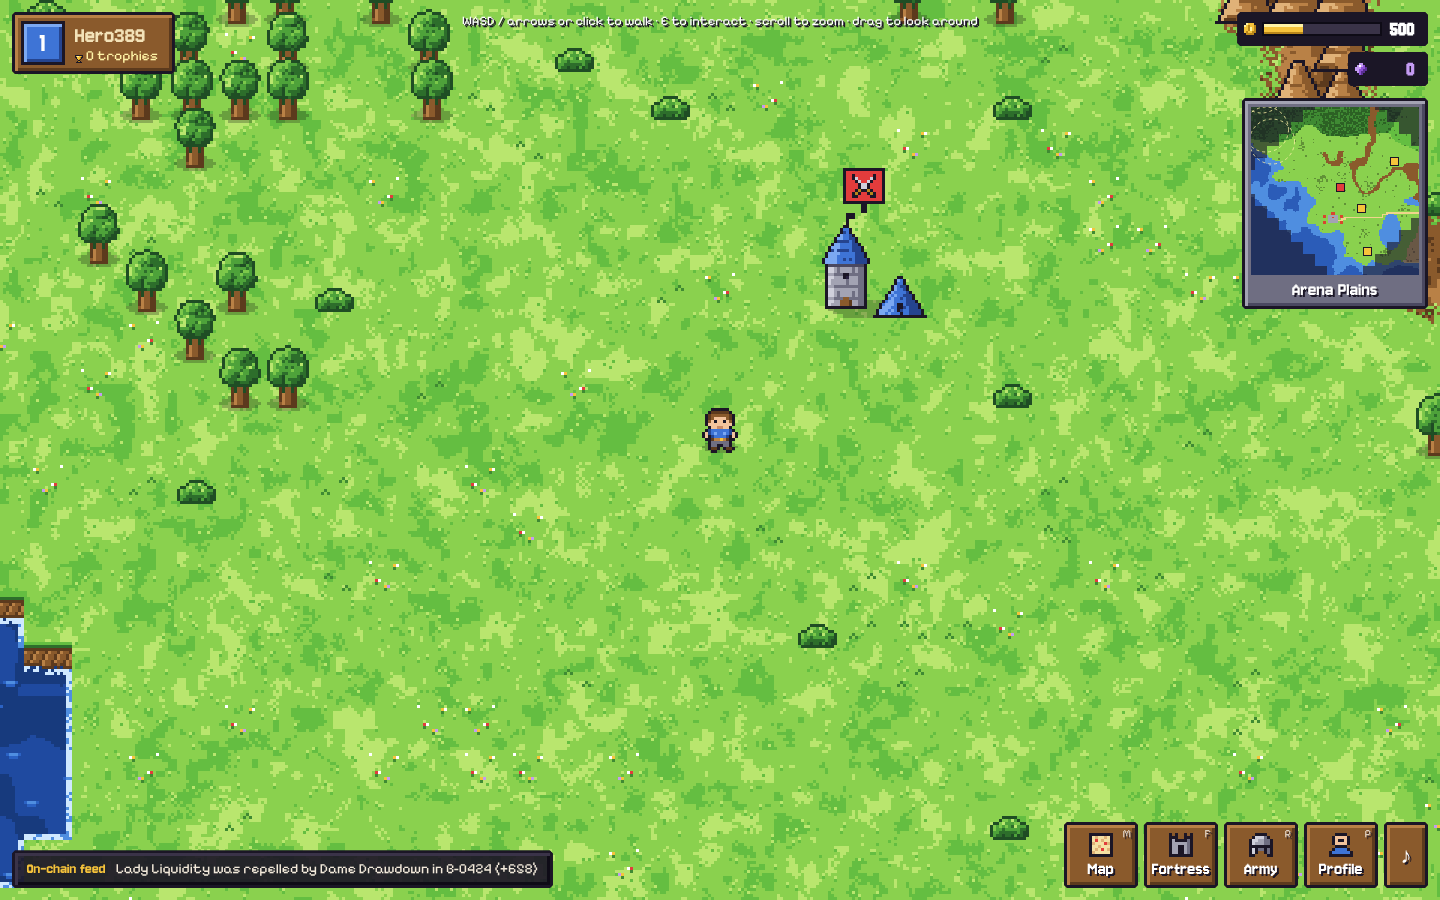 WASD / arrows or click to walk · E to interact · scroll to zoom · drag to look around
1
Hero389
0 trophies
500
0
Arena Plains
On-chain feed Lady Liquidity was repelled by Dame Drawdown in 8-0424 (+6S8)
M
Map
F
Fortress
R
Army
P
Profile
♪